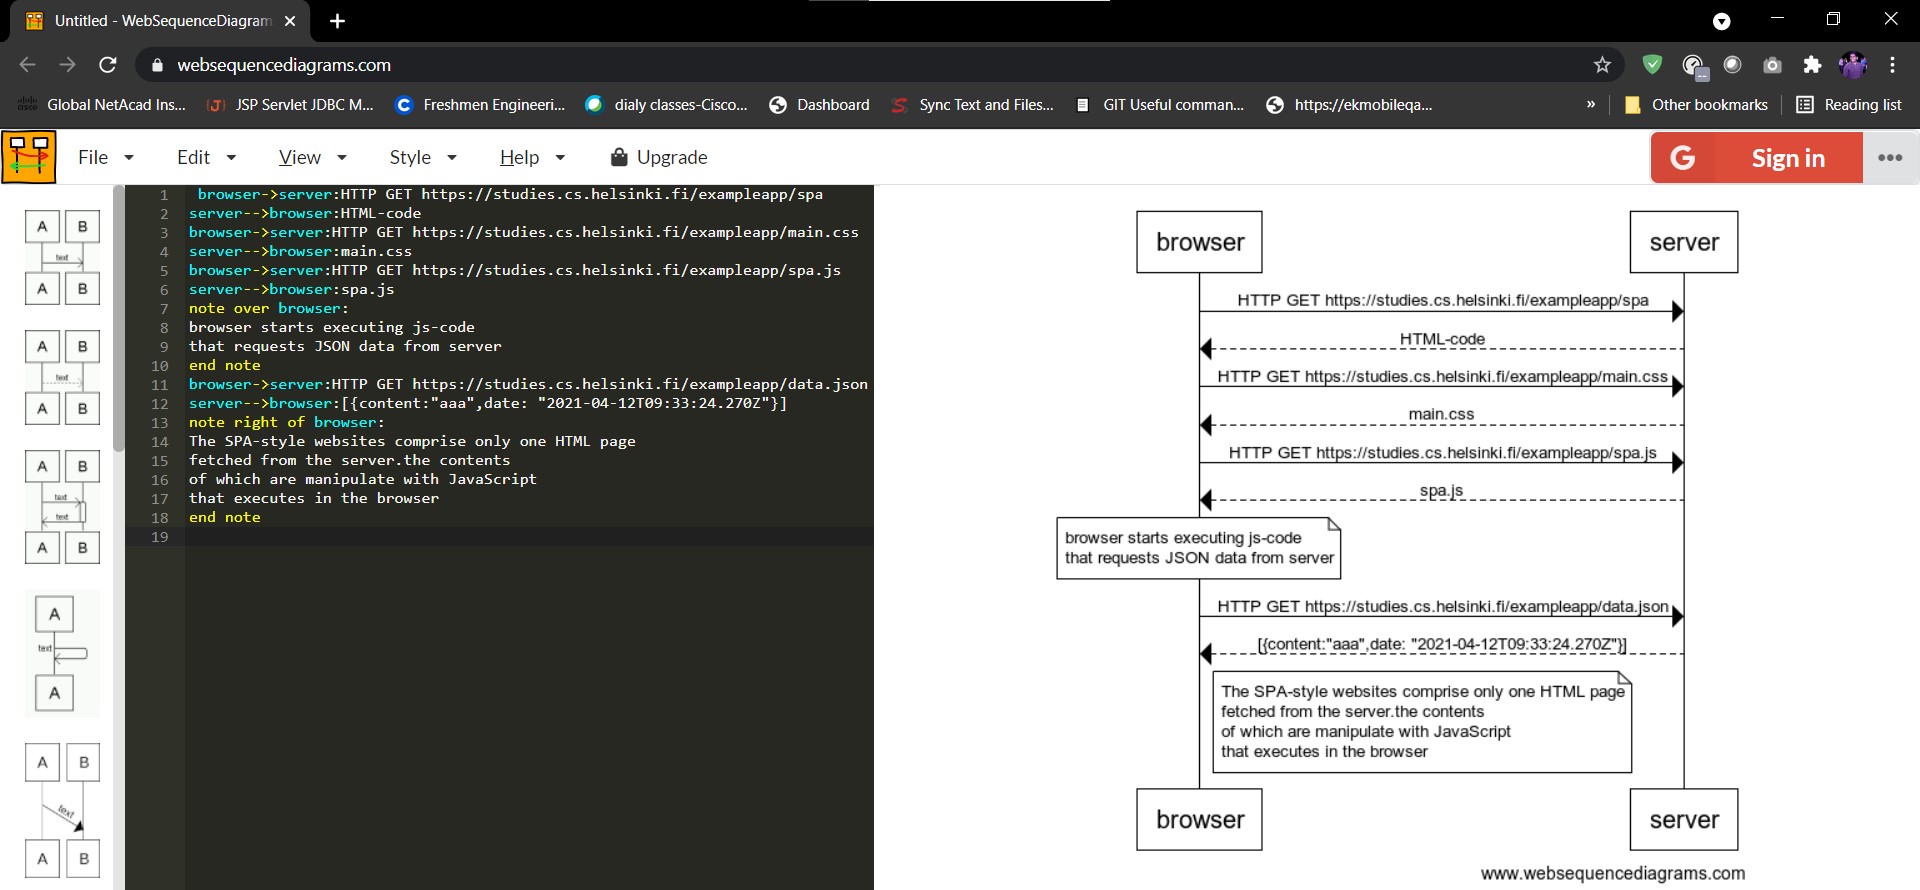 Untitled - WebSequenceDiagram
websequencediagrams.com
Global NetAcad Ins...
JSP Servlet JDBC M...
Freshmen Engineeri...
dialy classes-Cisco...
Dashboard
Sync Text and Files...
GIT Useful comman...
https://ekmobileqa...
»
Other bookmarks
Reading list
File
Edit
View
Style
Help
Upgrade
G
Sign in
A B
text
A B
A B
text
A B
A B
text
text
A B
A
text
A
A B
text
A B
1 browser->server:HTTP GET https://studies.cs.helsinki.fi/exampleapp/spa
2 server-->browser:HTML-code
3 browser->server:HTTP GET https://studies.cs.helsinki.fi/exampleapp/main.css
4 server-->browser:main.css
5 browser->server:HTTP GET https://studies.cs.helsinki.fi/exampleapp/spa.js
6 server-->browser:spa.js
7 note over browser:
8 browser starts executing js-code
9 that requests JSON data from server
10 end note
11 browser->server:HTTP GET https://studies.cs.helsinki.fi/exampleapp/data.json
12 server-->browser:[{content:"aaa",date: "2021-04-12T09:33:24.270Z"}]
13 note right of browser:
14 The SPA-style websites comprise only one HTML page
15 fetched from the server.the contents
16 of which are manipulate with JavaScript
17 that executes in the browser
18 end note
19
browser
server
HTTP GET https://studies.cs.helsinki.fi/exampleapp/spa
HTML-code
HTTP GET https://studies.cs.helsinki.fi/exampleapp/main.css
main.css
HTTP GET https://studies.cs.helsinki.fi/exampleapp/spa.js
spa.js
browser starts executing js-code
that requests JSON data from server
HTTP GET https://studies.cs.helsinki.fi/exampleapp/data.json
[{content:"aaa",date: "2021-04-12T09:33:24.270Z"}]
The SPA-style websites comprise only one HTML page
fetched from the server.the contents
of which are manipulate with JavaScript
that executes in the browser
browser
server
www.websequencediagrams.com